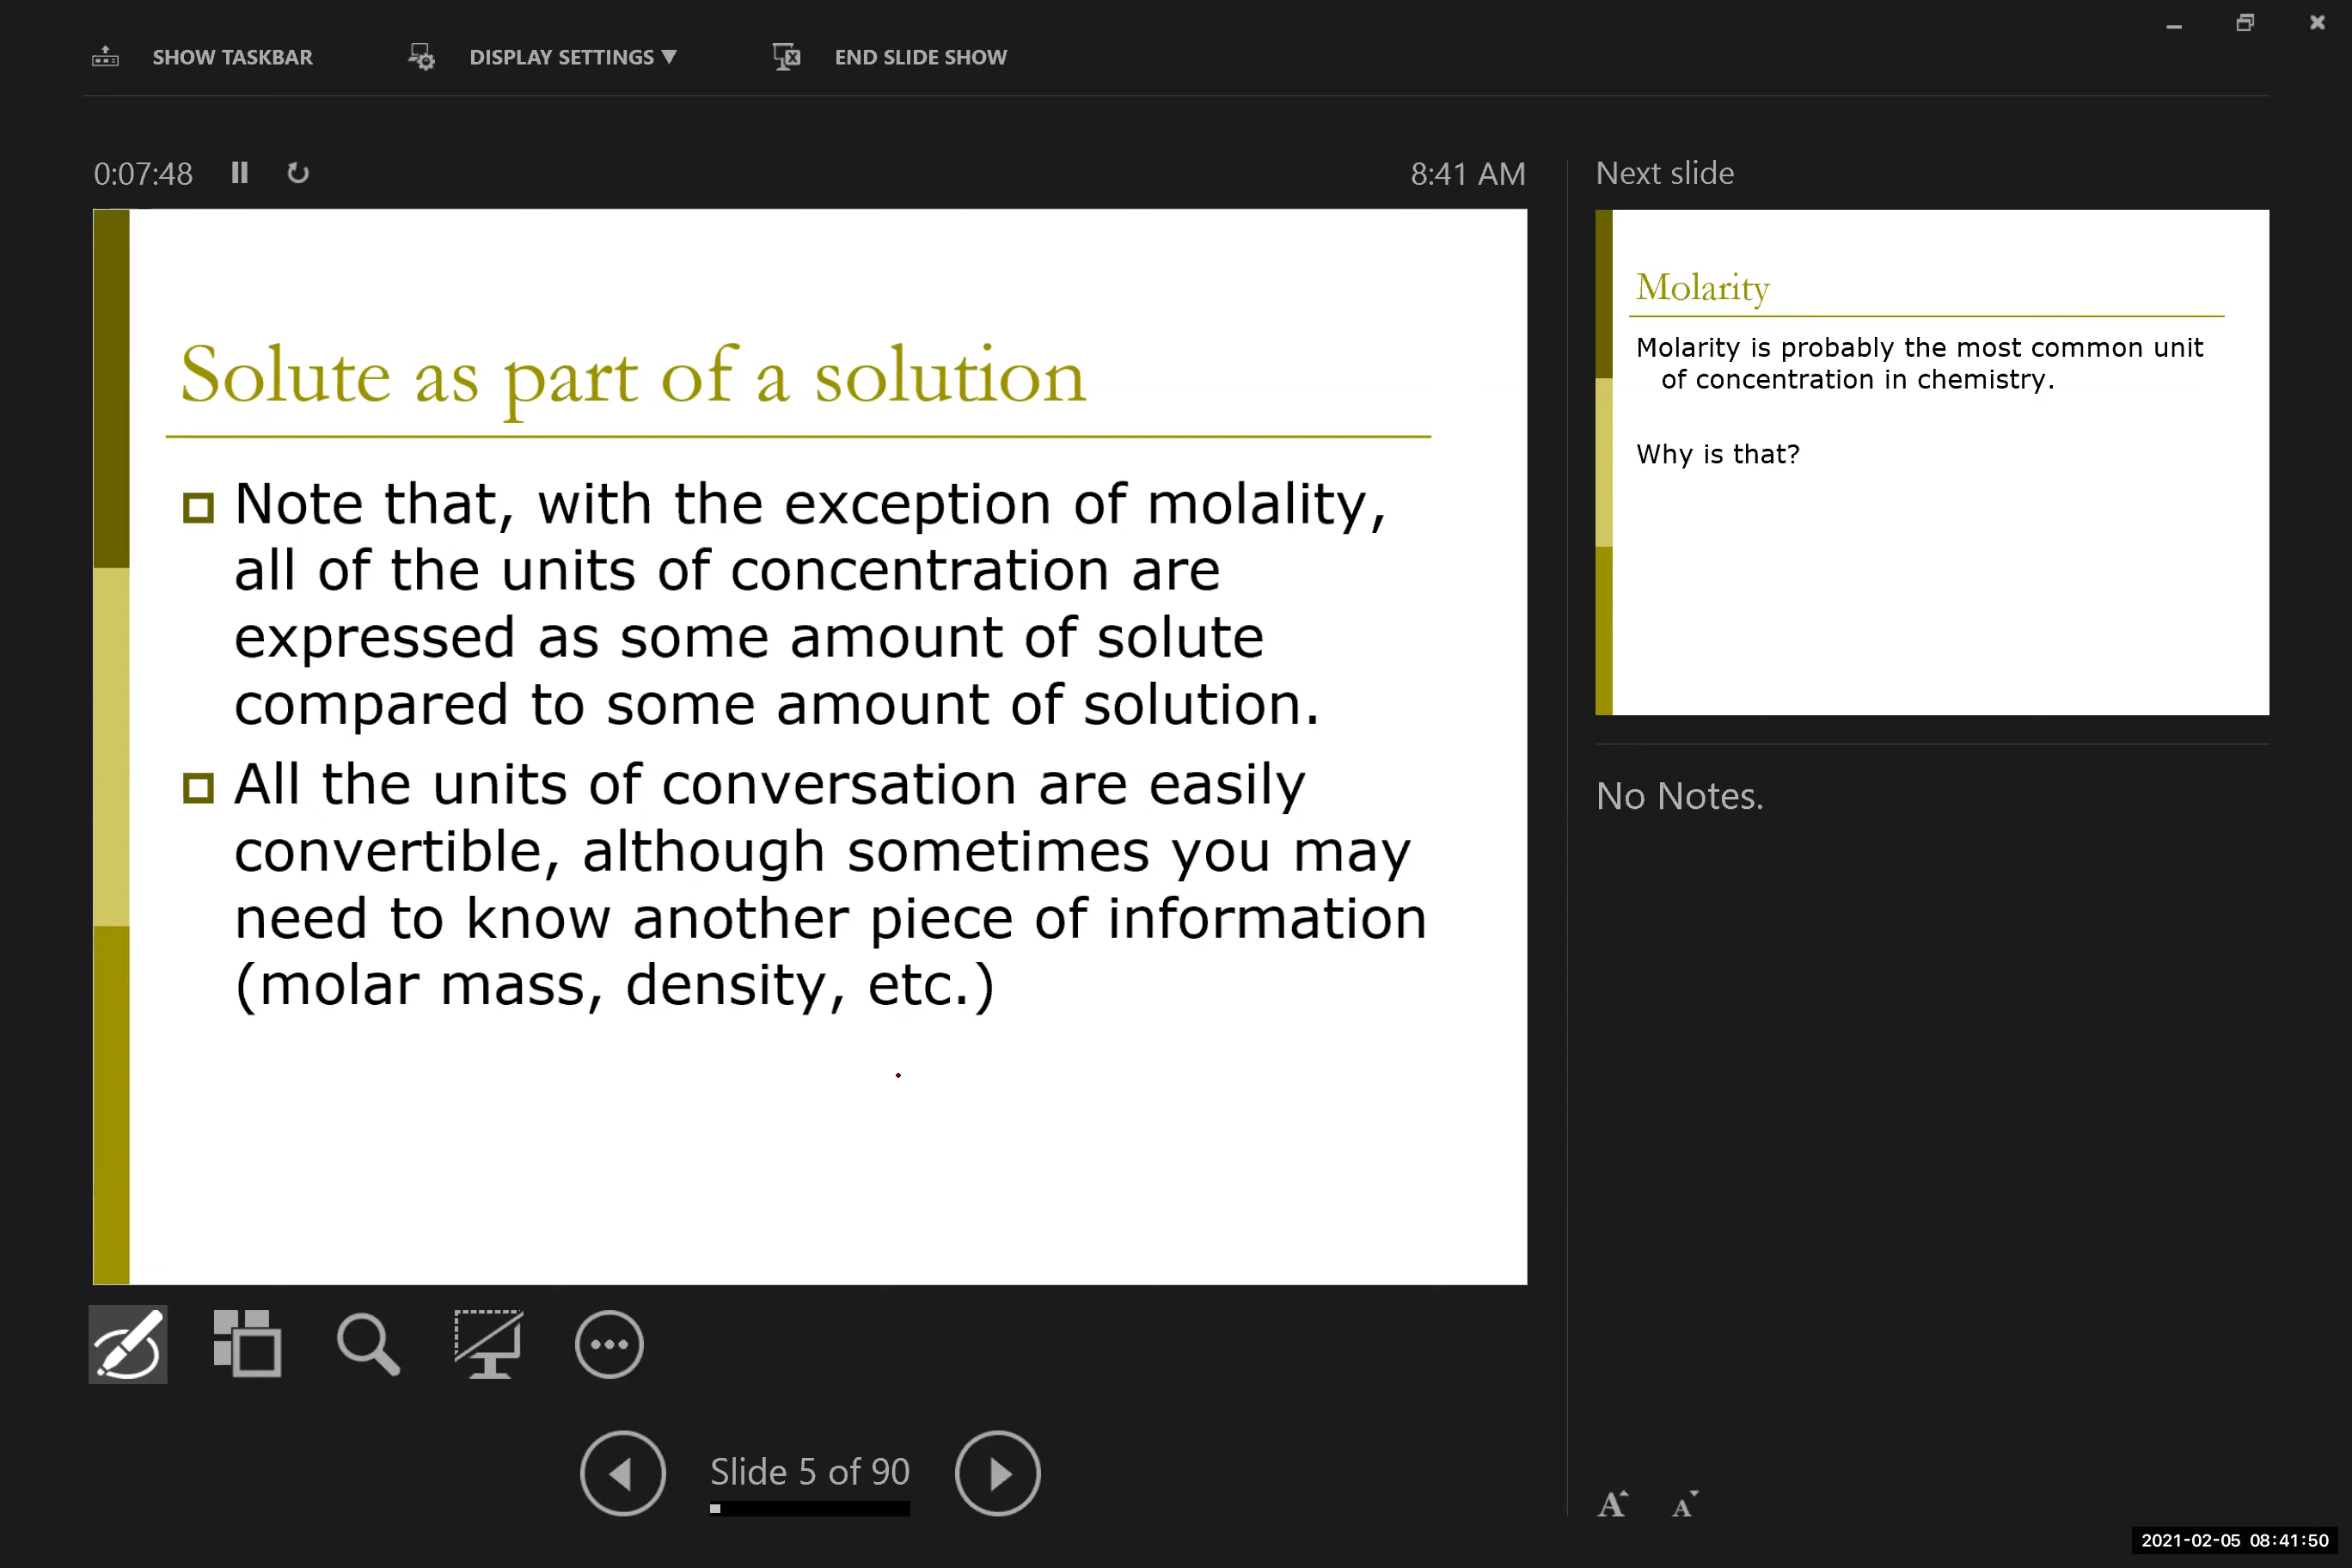 SHOW TASKBAR
DISPLAY SETTINGS ▼
END SLIDE SHOW
0:07:48
8:41 AM
Solute as part of a solution
Note that, with the exception of molality,
all of the units of concentration are
expressed as some amount of solute
compared to some amount of solution.
All the units of conversation are easily
convertible, although sometimes you may
need to know another piece of information
(molar mass, density, etc.)
Slide 5 of 90
Next slide
Molarity
Molarity is probably the most common unit
of concentration in chemistry.
Why is that?
No Notes.
A A
2021-02-05 08:41:50